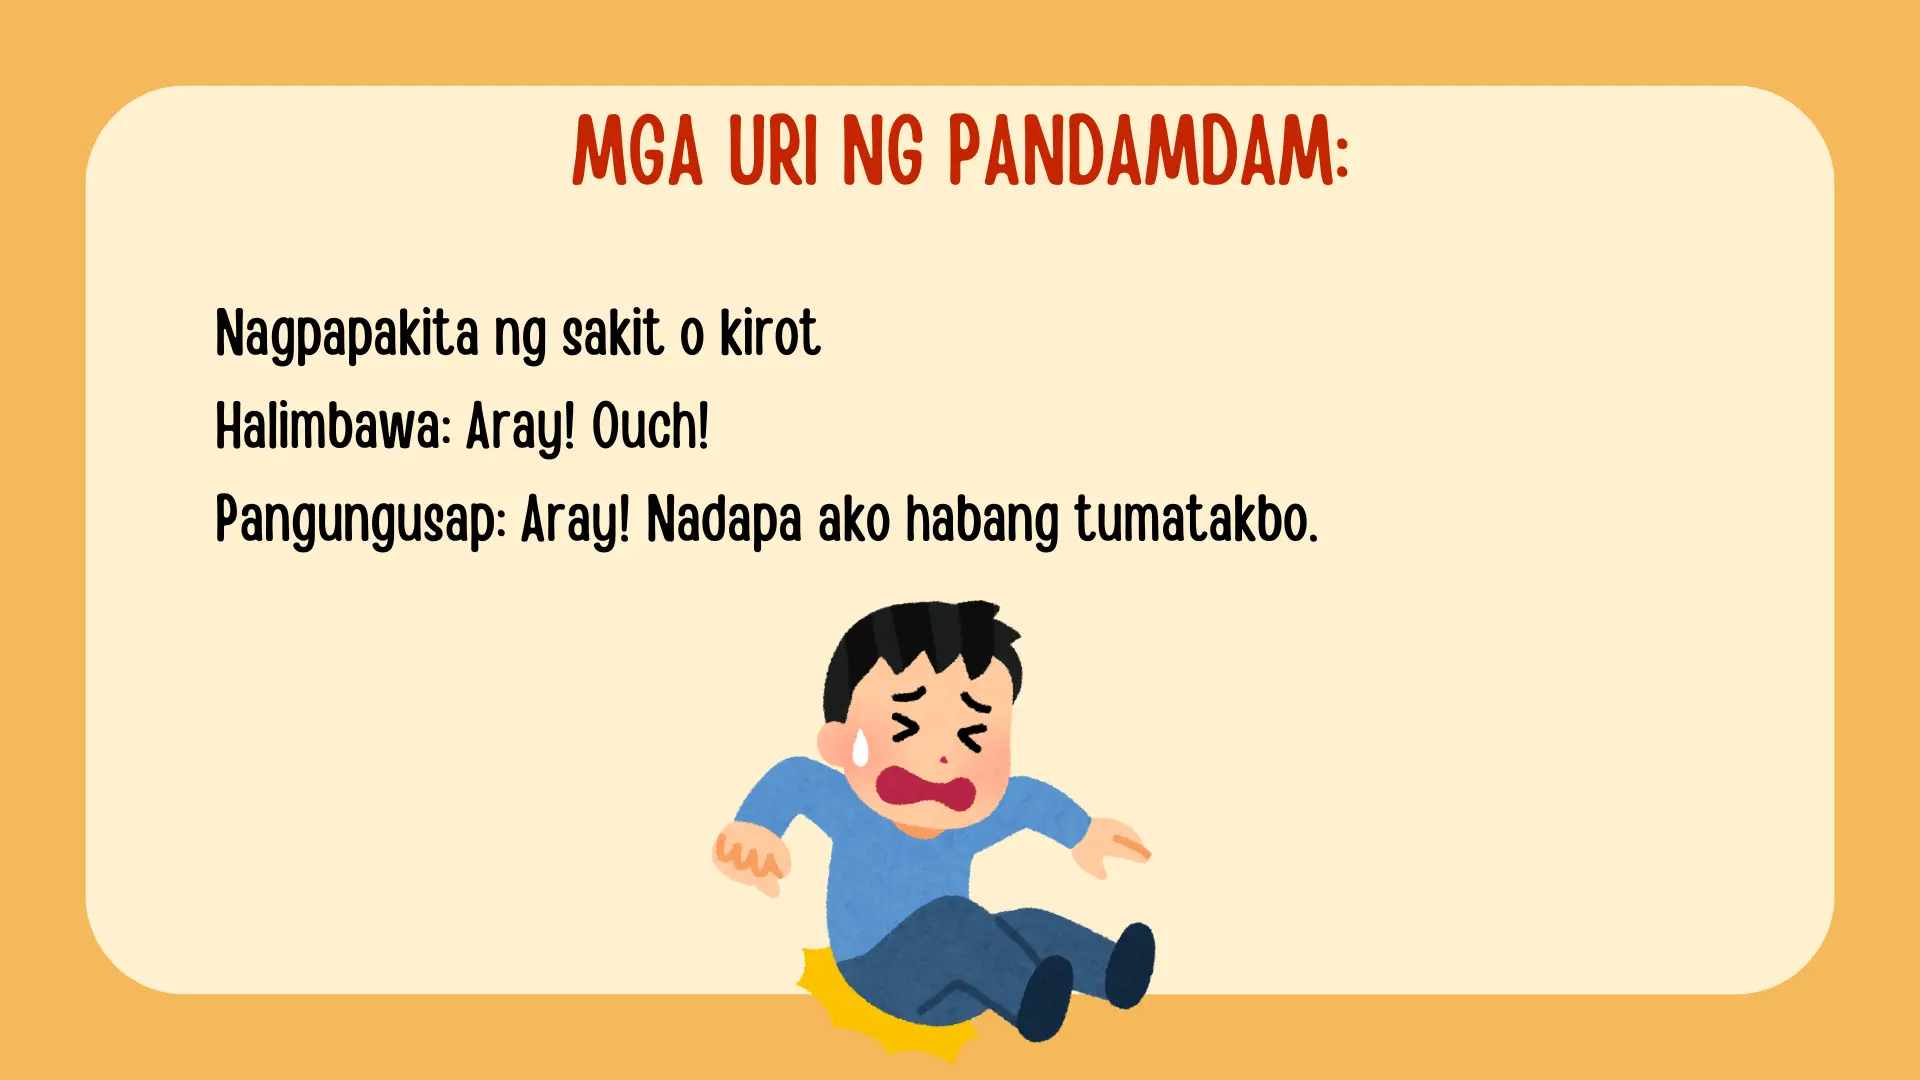 MGA URI NG PANDAMDAM:
Nagpapakita ng sakit o kirot
Halimbawa: Aray! Ouch!
Pangungusap: Aray! Nadapa ako habang tumatakbo.